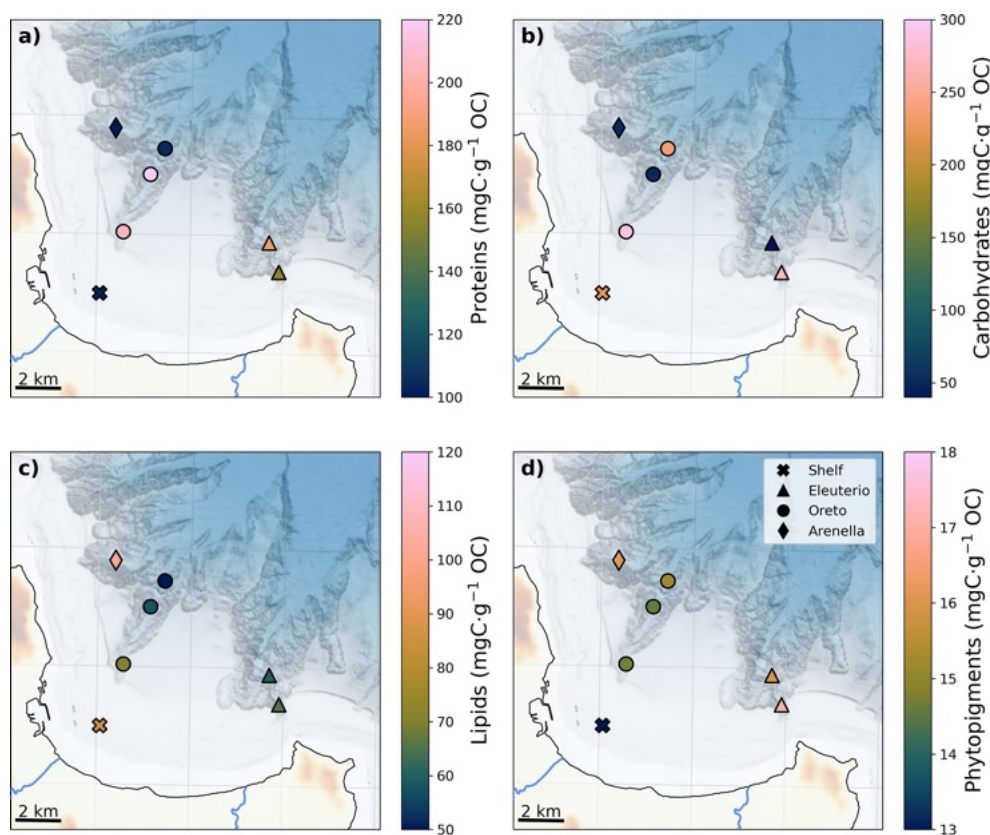 a)
2 km
220
200
180
160
140
120
100
Proteins (mgC·g⁻¹ OC)
b)
2 km
300
250
200
150
100
50
Carbohydrates (mqC·g⁻¹ OC)
c)
2 km
120
110
100
90
80
70
60
50
Lipids (mgC·g⁻¹ OC)
d)
Shelf
Eleuterio
Oreto
Arenella
2 km
18
17
16
15
14
13
Phytopigments (mgC·g⁻¹ OC)